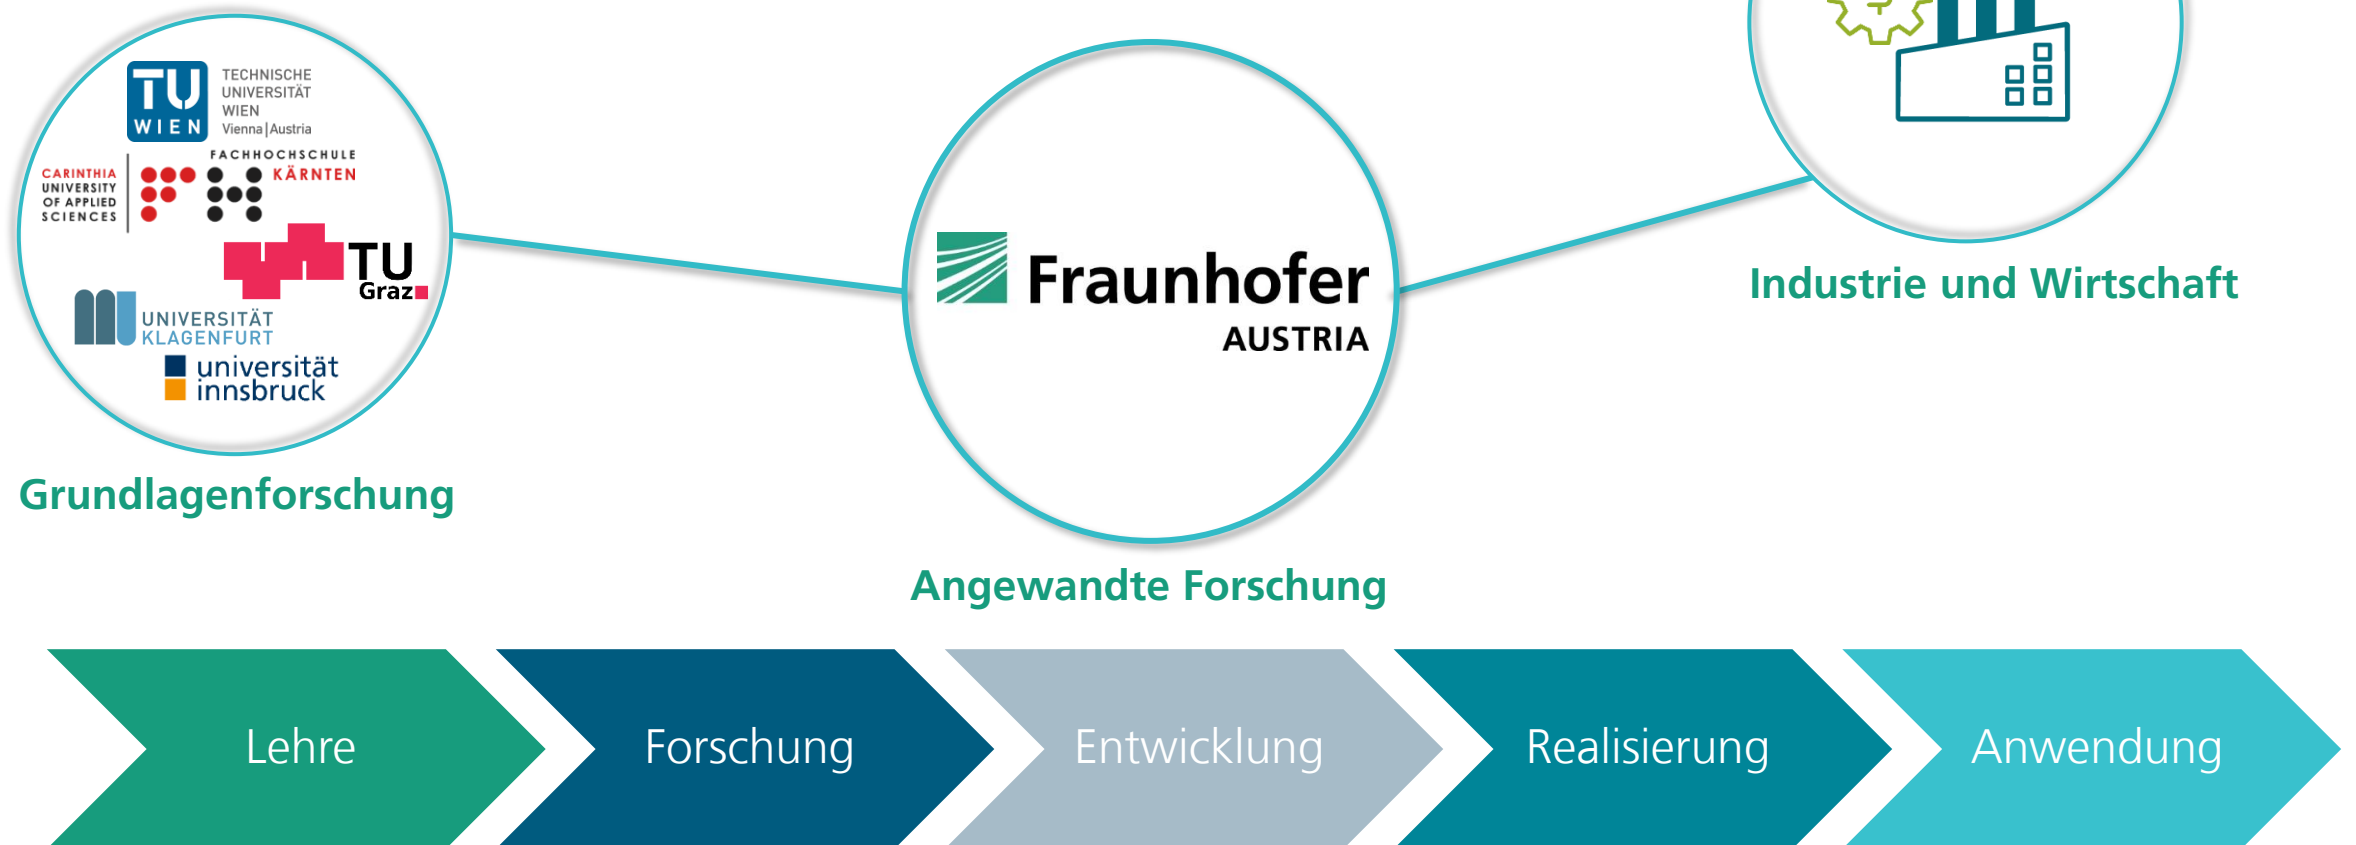 TU
WIEN
TECHNISCHE
UNIVERSITÄT
WIEN
Vienna|Austria
CARINTHIA
UNIVERSITY
OF APPLIED
SCIENCES
FH
FACHHOCHSCHULE
KÄRNTEN
TU
Graz
UNIVERSITÄT
KLAGENFURT
universität
innsbruck
Grundlagenforschung
Fraunhofer
AUSTRIA
Angewandte Forschung
Industrie und Wirtschaft
Lehre
Forschung
Entwicklung
Realisierung
Anwendung